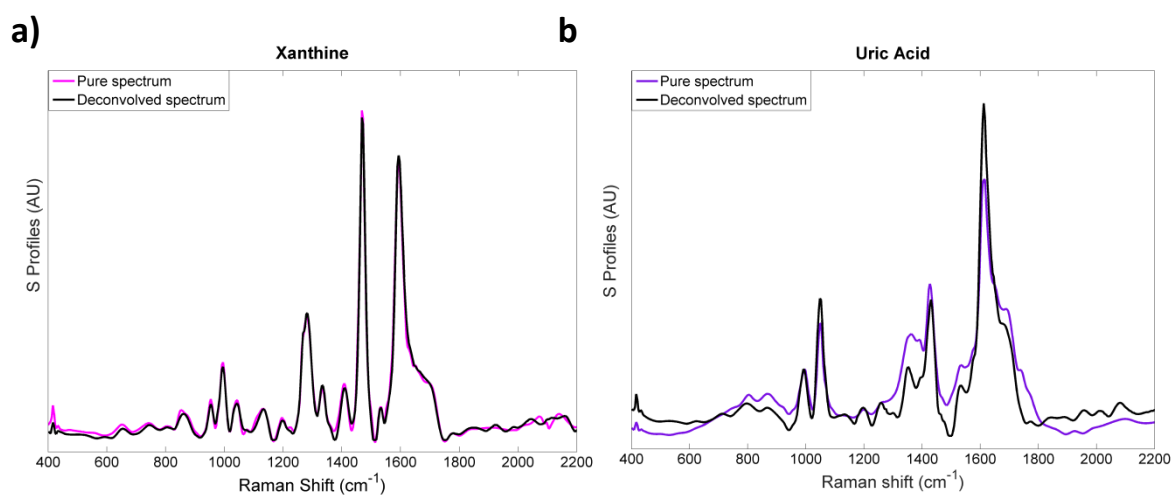 a)
Xanthine
Pure spectrum
Deconvolved spectrum
S Profiles (AU)
400 600 800 1000 1200 1400 1600 1800 2000 2200
Raman Shift (cm⁻¹)
b
Uric Acid
Pure spectrum
Deconvolved spectrum
S Profiles (AU)
400 600 800 1000 1200 1400 1600 1800 2000 2200
Raman shift (cm⁻¹)